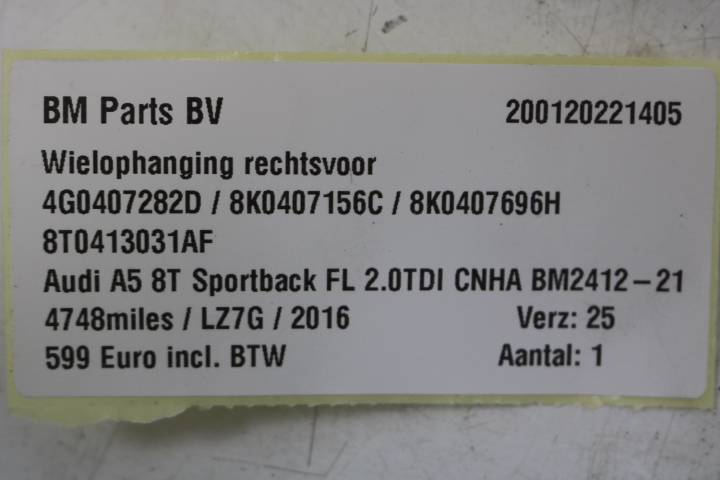 BM Parts BV 200120221405
Wielophanging rechtsvoor
4G0407282D / 8K0407156C / 8K0407696H
8T0413031AF
Audi A5 8T Sportback FL 2.0TDI CNHA BM2412-21
4748miles / LZ7G / 2016 Verz: 25
599 Euro incl. BTW Aantal: 1